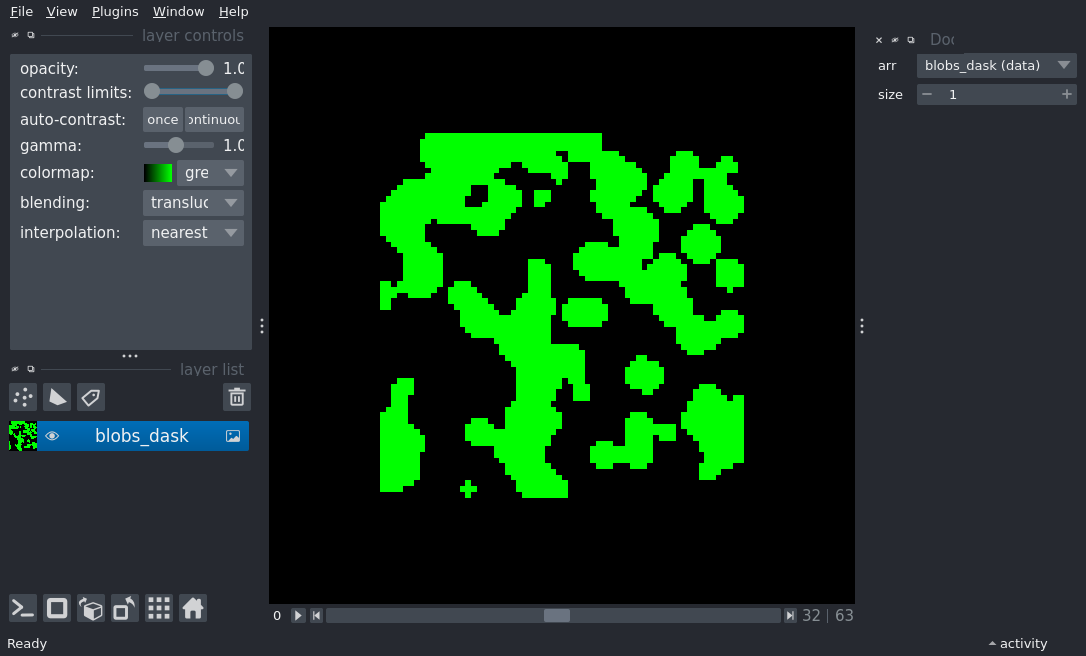 File View Plugins Window Help
layer controls
opacity: 1.0
contrast limits:
auto-contrast: once ontinuou
gamma: 1.0
colormap: gre
blending: transluc
interpolation: nearest
layer list
blobs_dask
0 32 | 63
Ready
Doc
arr blobs_dask (data)
size 1
activity